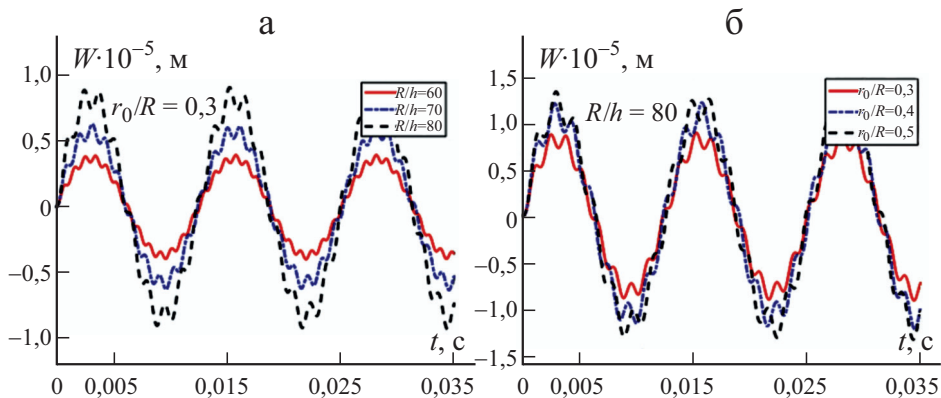 а
W·10⁻⁵, м
1,0
0,5
0
−0,5
−1,0
r₀/R = 0,3
R/h=60
R/h=70
R/h=80
t, с
0 0,005 0,015 0,025 0,035
б
W·10⁻⁵, м
1,5
1,0
0,5
0
−0,5
−1,0
−1,5
R/h = 80
r₀/R=0,3
r₀/R=0,4
r₀/R=0,5
t, с
0 0,005 0,015 0,025 0,035